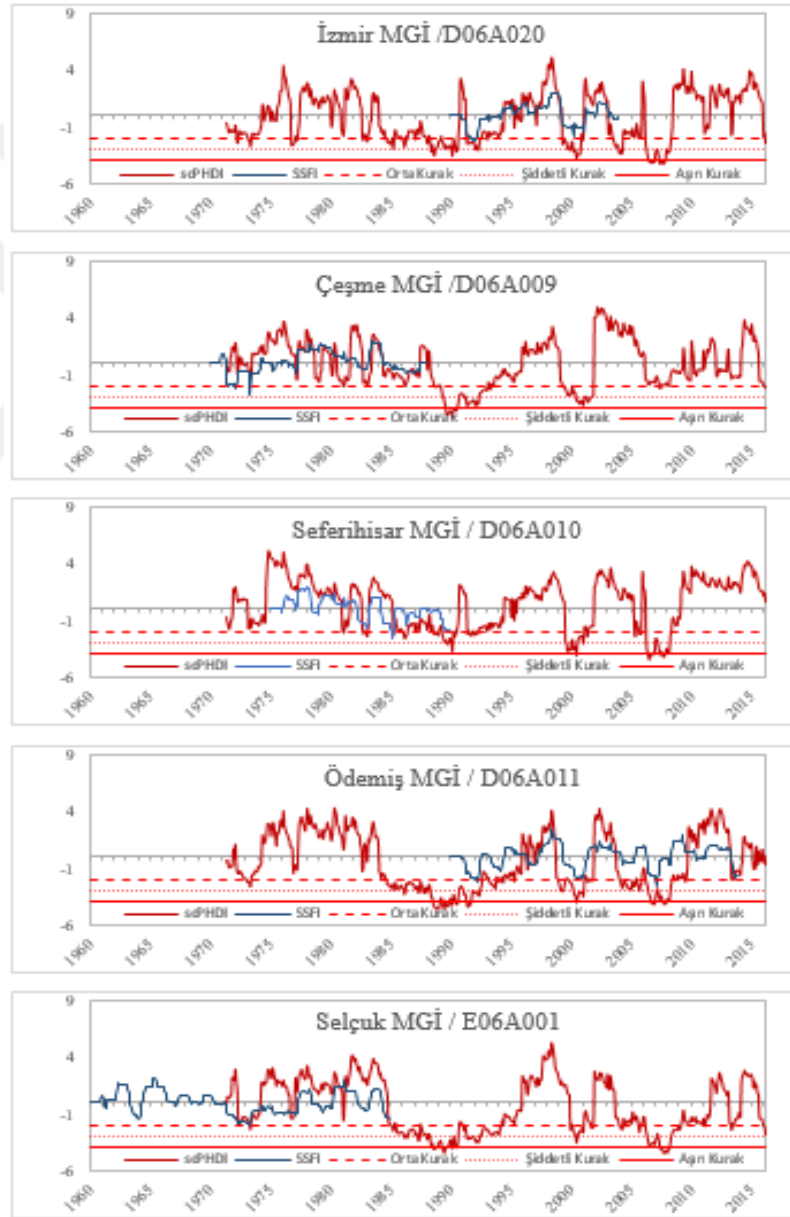 İzmir MGİ /D06A020
9
4
-1
-6
sdPHDI SSFI Orta Kurak Şiddetli Kurak Aşırı Kurak
1960 1965 1970 1975 1980 1985 1990 1995 2000 2005 2010 2015
Çeşme MGİ /D06A009
9
4
-1
-6
sdPHDI SSFI Orta Kurak Şiddetli Kurak Aşırı Kurak
1960 1965 1970 1975 1980 1985 1990 1995 2000 2005 2010 2015
Seferihisar MGİ / D06A010
9
4
-1
-6
sdPHDI SSFI Orta Kurak Şiddetli Kurak Aşırı Kurak
1960 1965 1970 1975 1980 1985 1990 1995 2000 2005 2010 2015
Ödemiş MGİ / D06A011
9
4
-1
-6
sdPHDI SSFI Orta Kurak Şiddetli Kurak Aşırı Kurak
1960 1965 1970 1975 1980 1985 1990 1995 2000 2005 2010 2015
Selçuk MGİ / E06A001
9
4
-1
-6
sdPHDI SSFI Orta Kurak Şiddetli Kurak Aşırı Kurak
1960 1965 1970 1975 1980 1985 1990 1995 2000 2005 2010 2015